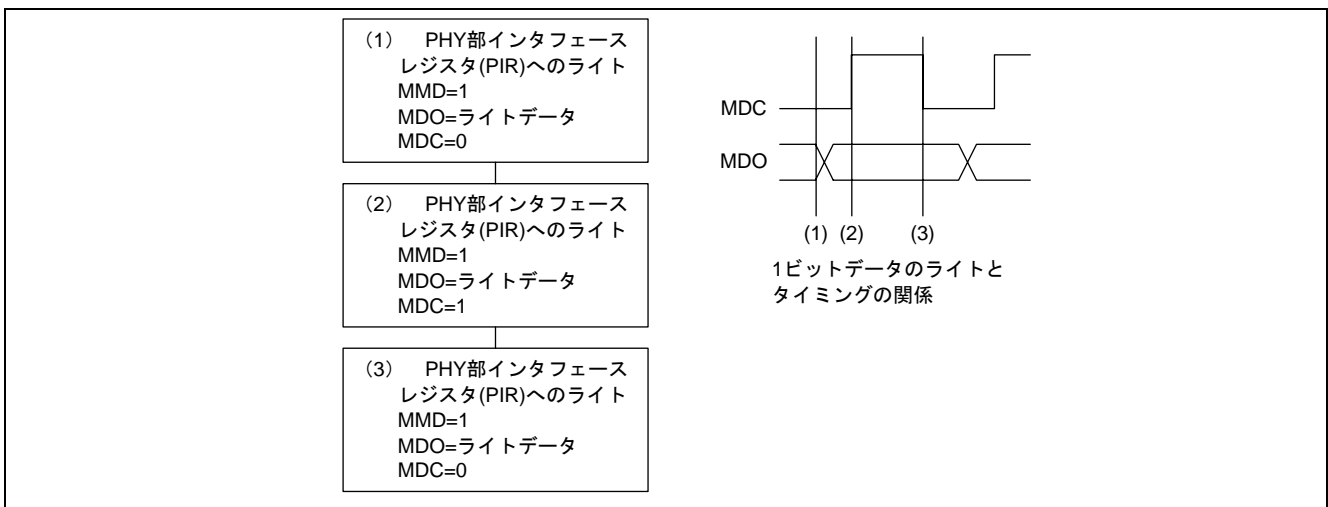 （1） PHY部インタフェース
レジスタ(PIR)へのライト
MMD=1
MDO=ライトデータ
MDC=0
（2） PHY部インタフェース
レジスタ(PIR)へのライト
MMD=1
MDO=ライトデータ
MDC=1
（3） PHY部インタフェース
レジスタ(PIR)へのライト
MMD=1
MDO=ライトデータ
MDC=0
MDC
MDO
(1) (2) (3)
1ビットデータのライトと
タイミングの関係